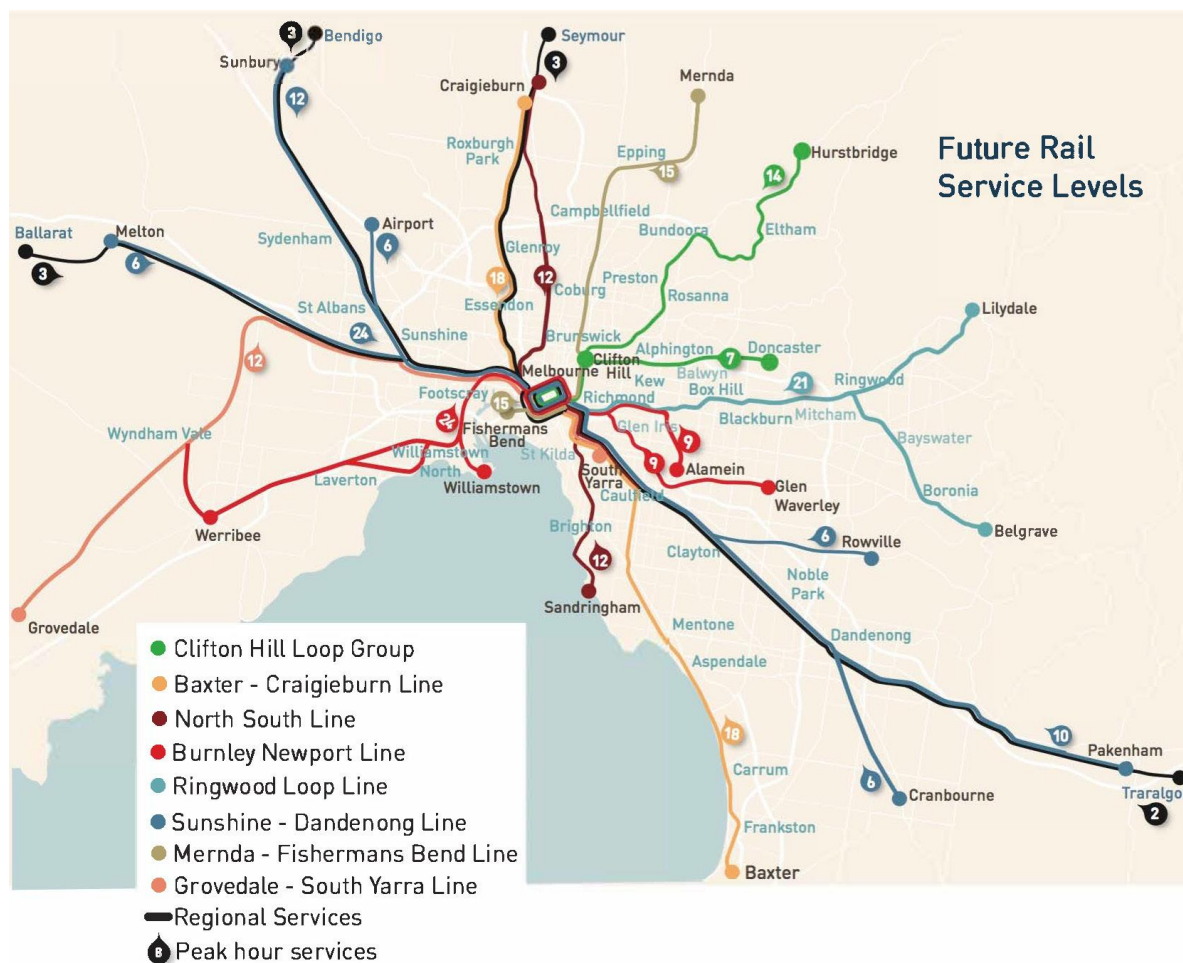 3
Bendigo
Seymour
Sunbury
3
Craigieburn
Mernda
12
Roxburgh
Park
Epping
15
Future Rail
Service Levels
Hurstbridge
14
Campbellfield
Bundoora
Eltham
Ballarat
Melton
Airport
Sydenham
6
Glenroy
3
6
18
12
Preston
Coburg
Rosanna
Essendon
St Albans
24
Sunshine
Brunswick
Lilydale
12
Clifton
Hill
Alphington
7
Doncaster
Melbourne
Balwyn
Kew
Box Hill
21
Ringwood
Footscray
15
Richmond
Blackburn
Mitcham
Fishermans
Bend
Glen Iris
Wyndham Vale
Bayswater
9
9
Williamstown
North
St Kilda
South
Yarra
Alamein
Laverton
Williamstown
Caulfield
Glen
Waverley
Boronia
Werribee
Brighton
Belgrave
6
Rowville
Clayton
12
Noble
Park
Sandringham
Grovedale
Mentone
Dandenong
Aspendale
18
10
Pakenham
Carrum
6
Cranbourne
Traralgo
2
Frankston
Baxter
Clifton Hill Loop Group
Baxter - Craigieburn Line
North South Line
Burnley Newport Line
Ringwood Loop Line
Sunshine - Dandenong Line
Mernda - Fishermans Bend Line
Grovedale - South Yarra Line
Regional Services
B Peak hour services